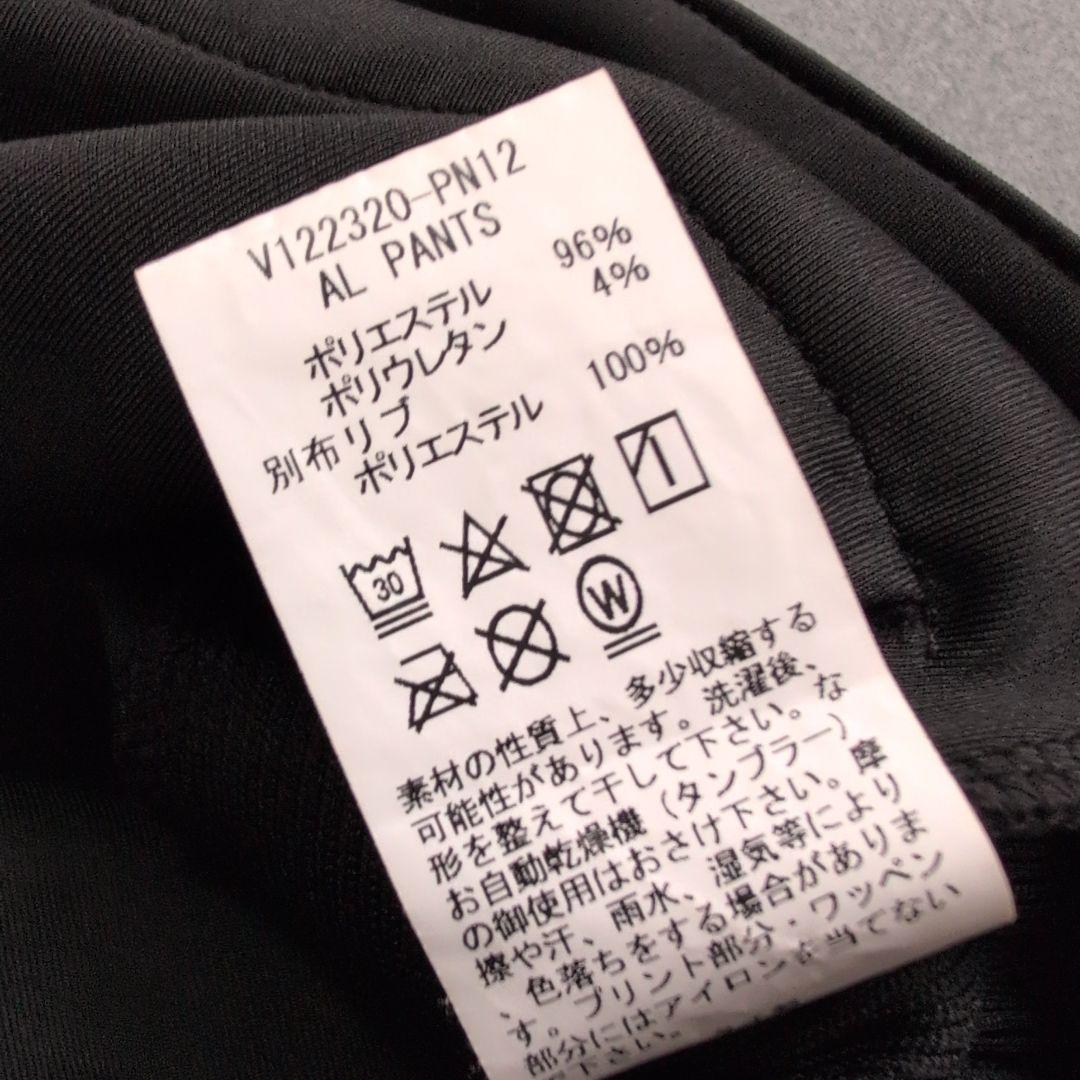 V122320-PN12
AL PANTS
ポリエステル 96%
ポリウレタン 4%
別布リブ
ポリエステル 100%
30
W
素材の性質上、多少収縮する
可能性があります。洗濯後、
形を整えて干して下さい。な
お自動乾燥機（タンブラー）
の御使用はおさけ下さい。摩
擦や汗、雨水、湿気等により
色落ちをする場合がありま
す。プリント部分・ワッペン
部分にはアイロンを当てない
下さい。